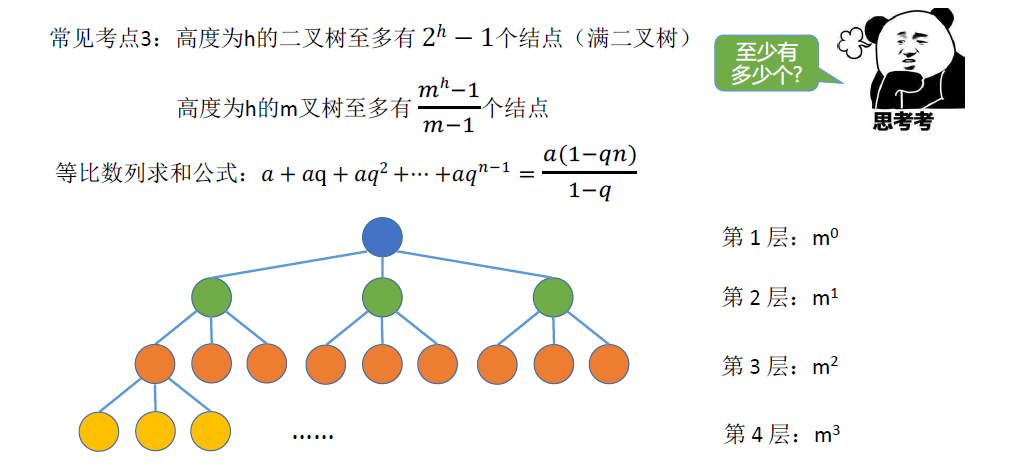 常见考点3：高度为h的二叉树至多有 2^h − 1个结点（满二叉树）
至少有
多少个?
思考考
高度为h的m叉树至多有 (m^h−1)/(m−1) 个结点
等比数列求和公式：a + aq + aq^2 +⋯ +aq^(n−1) = a(1−qn)/(1−q)
第 1 层：m^0
第 2 层：m^1
第 3 层：m^2
第 4 层：m^3
……